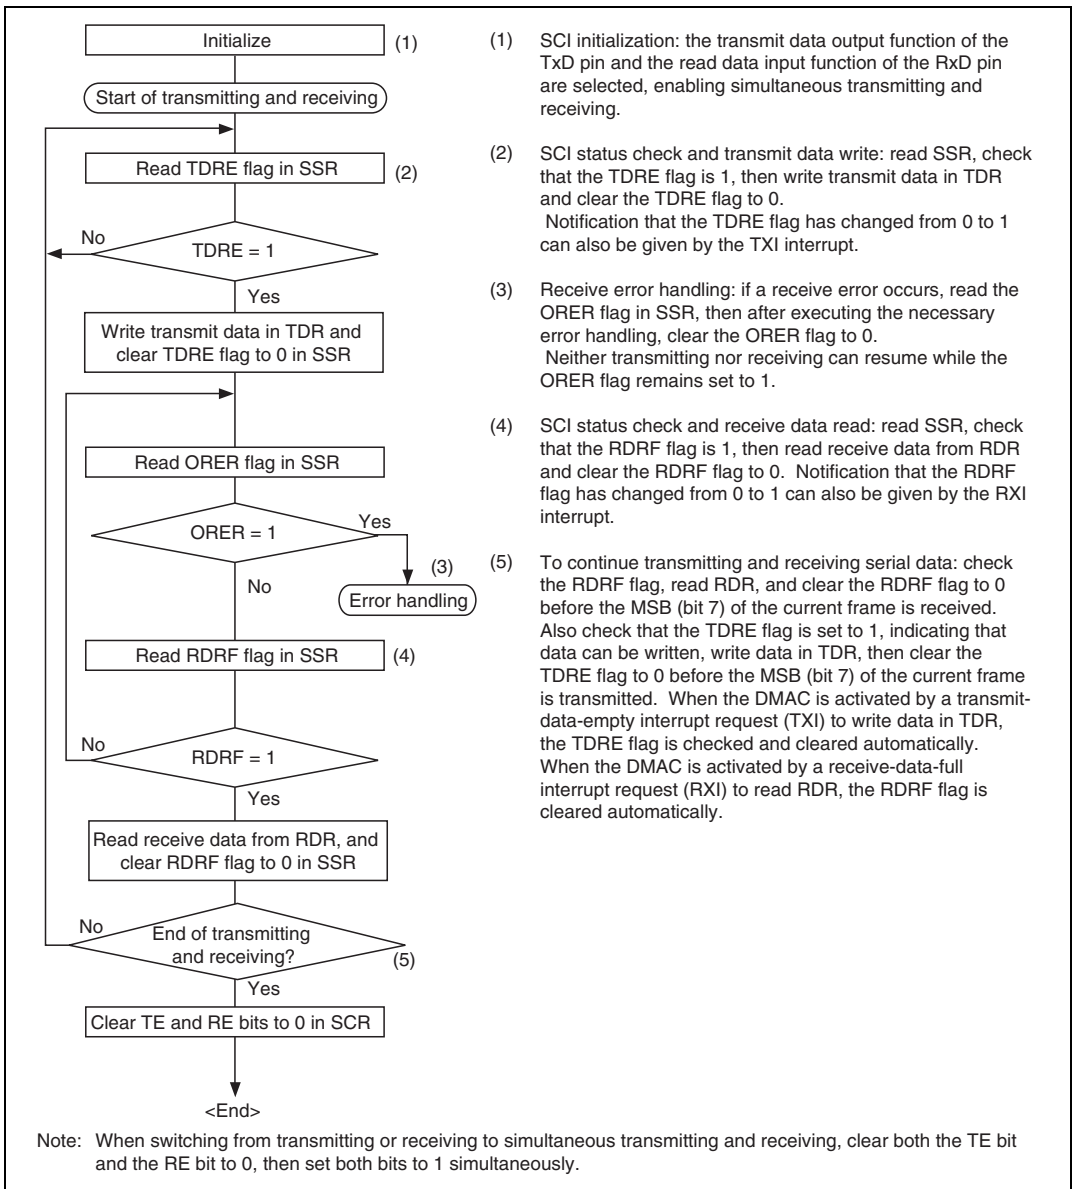 Initialize
(1)
Start of transmitting and receiving
Read TDRE flag in SSR
(2)
No
TDRE = 1
Yes
Write transmit data in TDR and
clear TDRE flag to 0 in SSR
Read ORER flag in SSR
ORER = 1
Yes
No
(3)
Error handling
Read RDRF flag in SSR
(4)
No
RDRF = 1
Yes
Read receive data from RDR, and
clear RDRF flag to 0 in SSR
No
End of transmitting
and receiving?
(5)
Yes
Clear TE and RE bits to 0 in SCR
<End>
(1) SCI initialization: the transmit data output function of the
TxD pin and the read data input function of the RxD pin
are selected, enabling simultaneous transmitting and
receiving.
(2) SCI status check and transmit data write: read SSR, check
that the TDRE flag is 1, then write transmit data in TDR
and clear the TDRE flag to 0.
Notification that the TDRE flag has changed from 0 to 1
can also be given by the TXI interrupt.
(3) Receive error handling: if a receive error occurs, read the
ORER flag in SSR, then after executing the necessary
error handling, clear the ORER flag to 0.
Neither transmitting nor receiving can resume while the
ORER flag remains set to 1.
(4) SCI status check and receive data read: read SSR, check
that the RDRF flag is 1, then read receive data from RDR
and clear the RDRF flag to 0. Notification that the RDRF
flag has changed from 0 to 1 can also be given by the RXI
interrupt.
(5) To continue transmitting and receiving serial data: check
the RDRF flag, read RDR, and clear the RDRF flag to 0
before the MSB (bit 7) of the current frame is received.
Also check that the TDRE flag is set to 1, indicating that
data can be written, write data in TDR, then clear the
TDRE flag to 0 before the MSB (bit 7) of the current frame
is transmitted. When the DMAC is activated by a transmit-
data-empty interrupt request (TXI) to write data in TDR,
the TDRE flag is checked and cleared automatically.
When the DMAC is activated by a receive-data-full
interrupt request (RXI) to read RDR, the RDRF flag is
cleared automatically.
Note: When switching from transmitting or receiving to simultaneous transmitting and receiving, clear both the TE bit
and the RE bit to 0, then set both bits to 1 simultaneously.